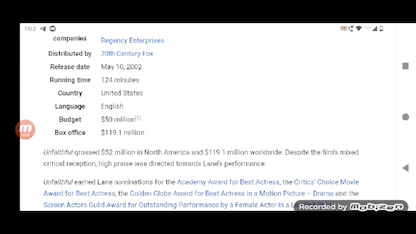 7:03
companies Regency Enterprises
Distributed by 20th Century Fox
Release date May 10, 2002
Running time 124 minutes
Country United States
Language English
Budget $50 million[1]
Box office $119.1 million
Unfaithful grossed $52 million in North America and $119.1 million worldwide. Despite the film's mixed
critical reception, high praise was directed towards Lane's performance.
Unfaithful earned Lane nominations for the Academy Award for Best Actress, the Critics' Choice Movie
Award for Best Actress, the Golden Globe Award for Best Actress in a Motion Picture – Drama and the
Screen Actors Guild Award for Outstanding Performance by a Female Actor in a L
Recorded by Mobizen